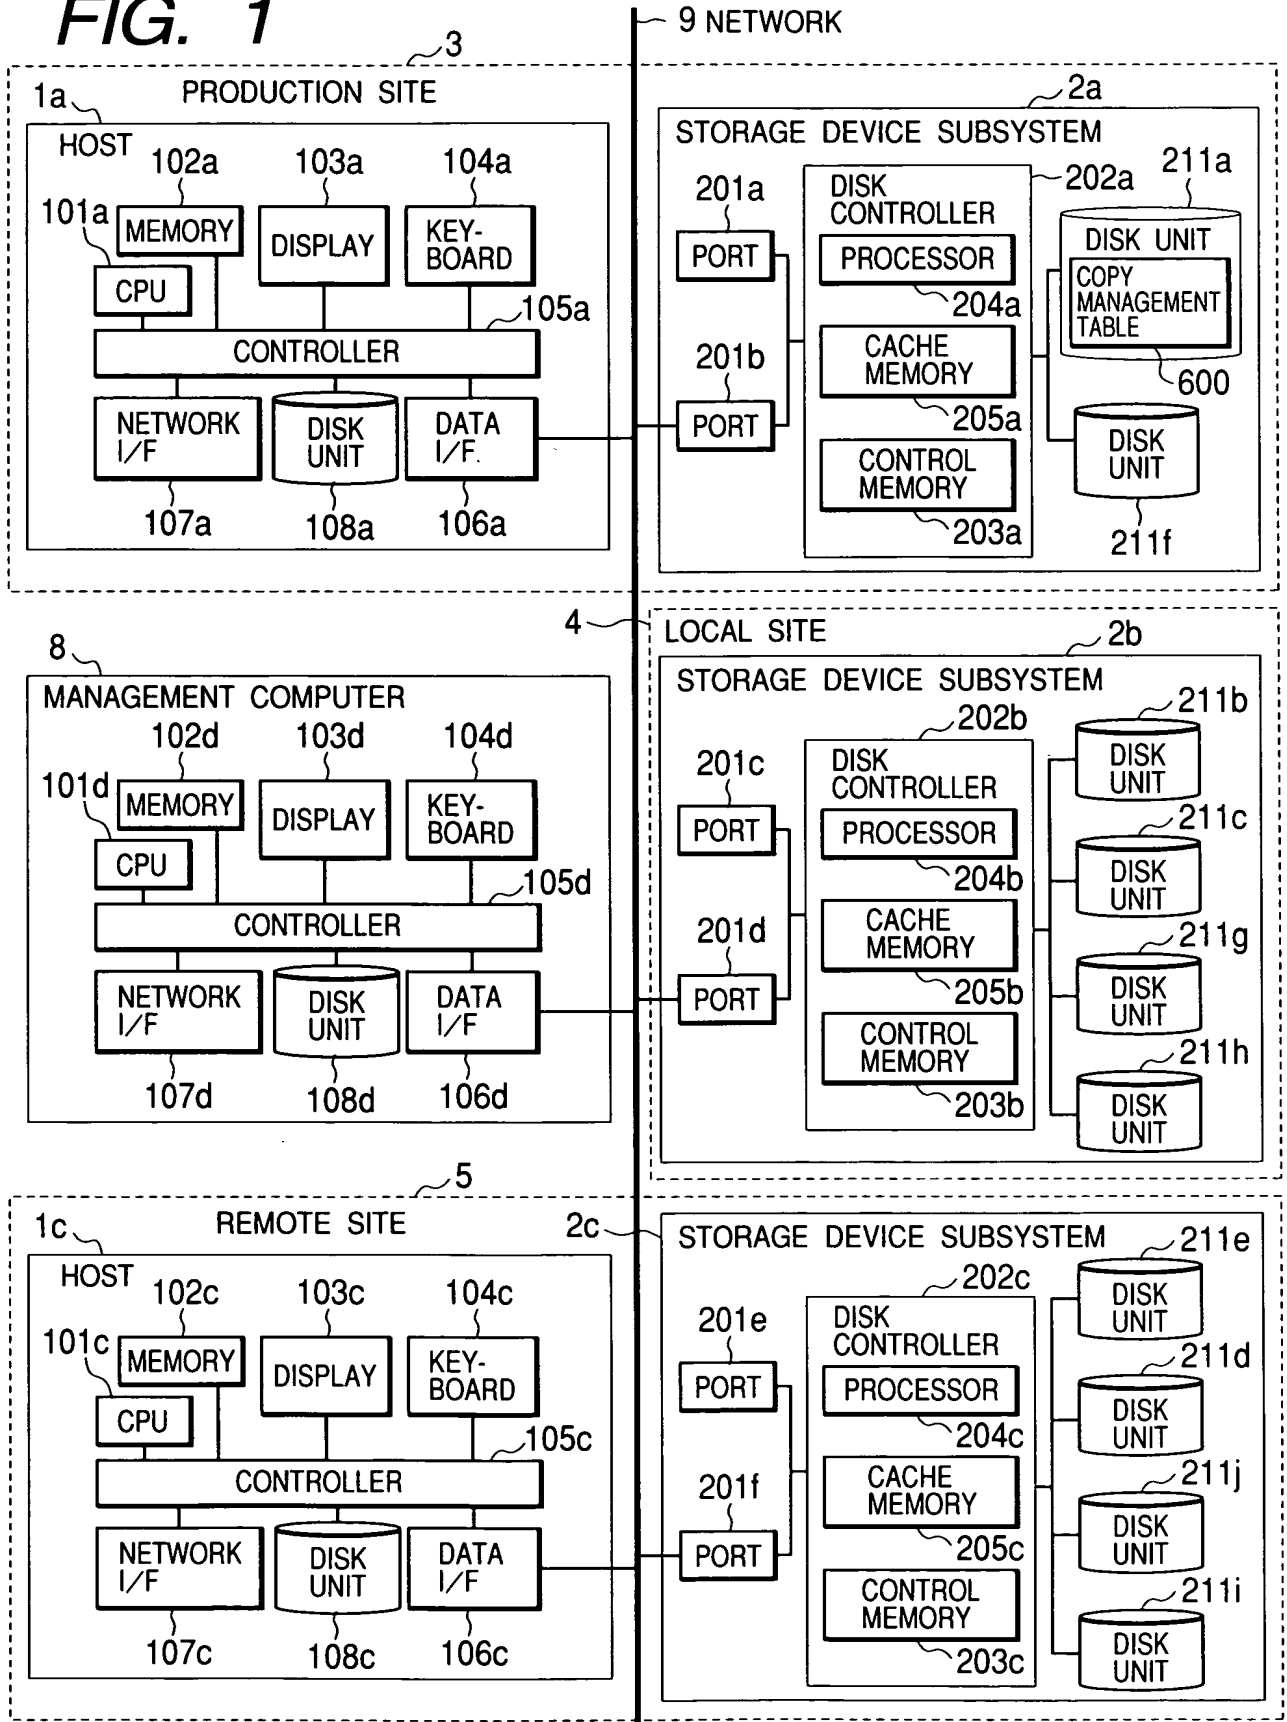 FIG. 1
9 NETWORK
3
PRODUCTION SITE
1a
HOST
102a
103a
104a
101a
MEMORY
DISPLAY
KEY-
BOARD
CPU
105a
CONTROLLER
NETWORK
I/F
DISK
UNIT
DATA
I/F.
107a
108a
106a
2a
STORAGE DEVICE SUBSYSTEM
211a
202a
201a
DISK
CONTROLLER
PORT
PROCESSOR
204a
DISK UNIT
COPY
MANAGEMENT
TABLE
600
201b
CACHE
MEMORY
PORT
205a
DISK
UNIT
CONTROL
MEMORY
203a
211f
4
LOCAL SITE
2b
STORAGE DEVICE SUBSYSTEM
202b
211b
201c
DISK
CONTROLLER
DISK
UNIT
PORT
PROCESSOR
211c
204b
DISK
UNIT
201d
CACHE
MEMORY
211g
PORT
205b
DISK
UNIT
CONTROL
MEMORY
211h
203b
DISK
UNIT
8
MANAGEMENT COMPUTER
102d
103d
104d
101d
MEMORY
DISPLAY
KEY-
BOARD
CPU
105d
CONTROLLER
NETWORK
I/F
DISK
UNIT
DATA
I/F
107d
108d
106d
5
REMOTE SITE
1c
HOST
102c
103c
104c
101c
MEMORY
DISPLAY
KEY-
BOARD
CPU
105c
CONTROLLER
NETWORK
I/F
DISK
UNIT
DATA
I/F
107c
108c
106c
2c
STORAGE DEVICE SUBSYSTEM
211e
202c
201e
DISK
CONTROLLER
DISK
UNIT
PORT
PROCESSOR
211d
204c
DISK
UNIT
201f
CACHE
MEMORY
211j
PORT
205c
DISK
UNIT
CONTROL
MEMORY
211i
203c
DISK
UNIT